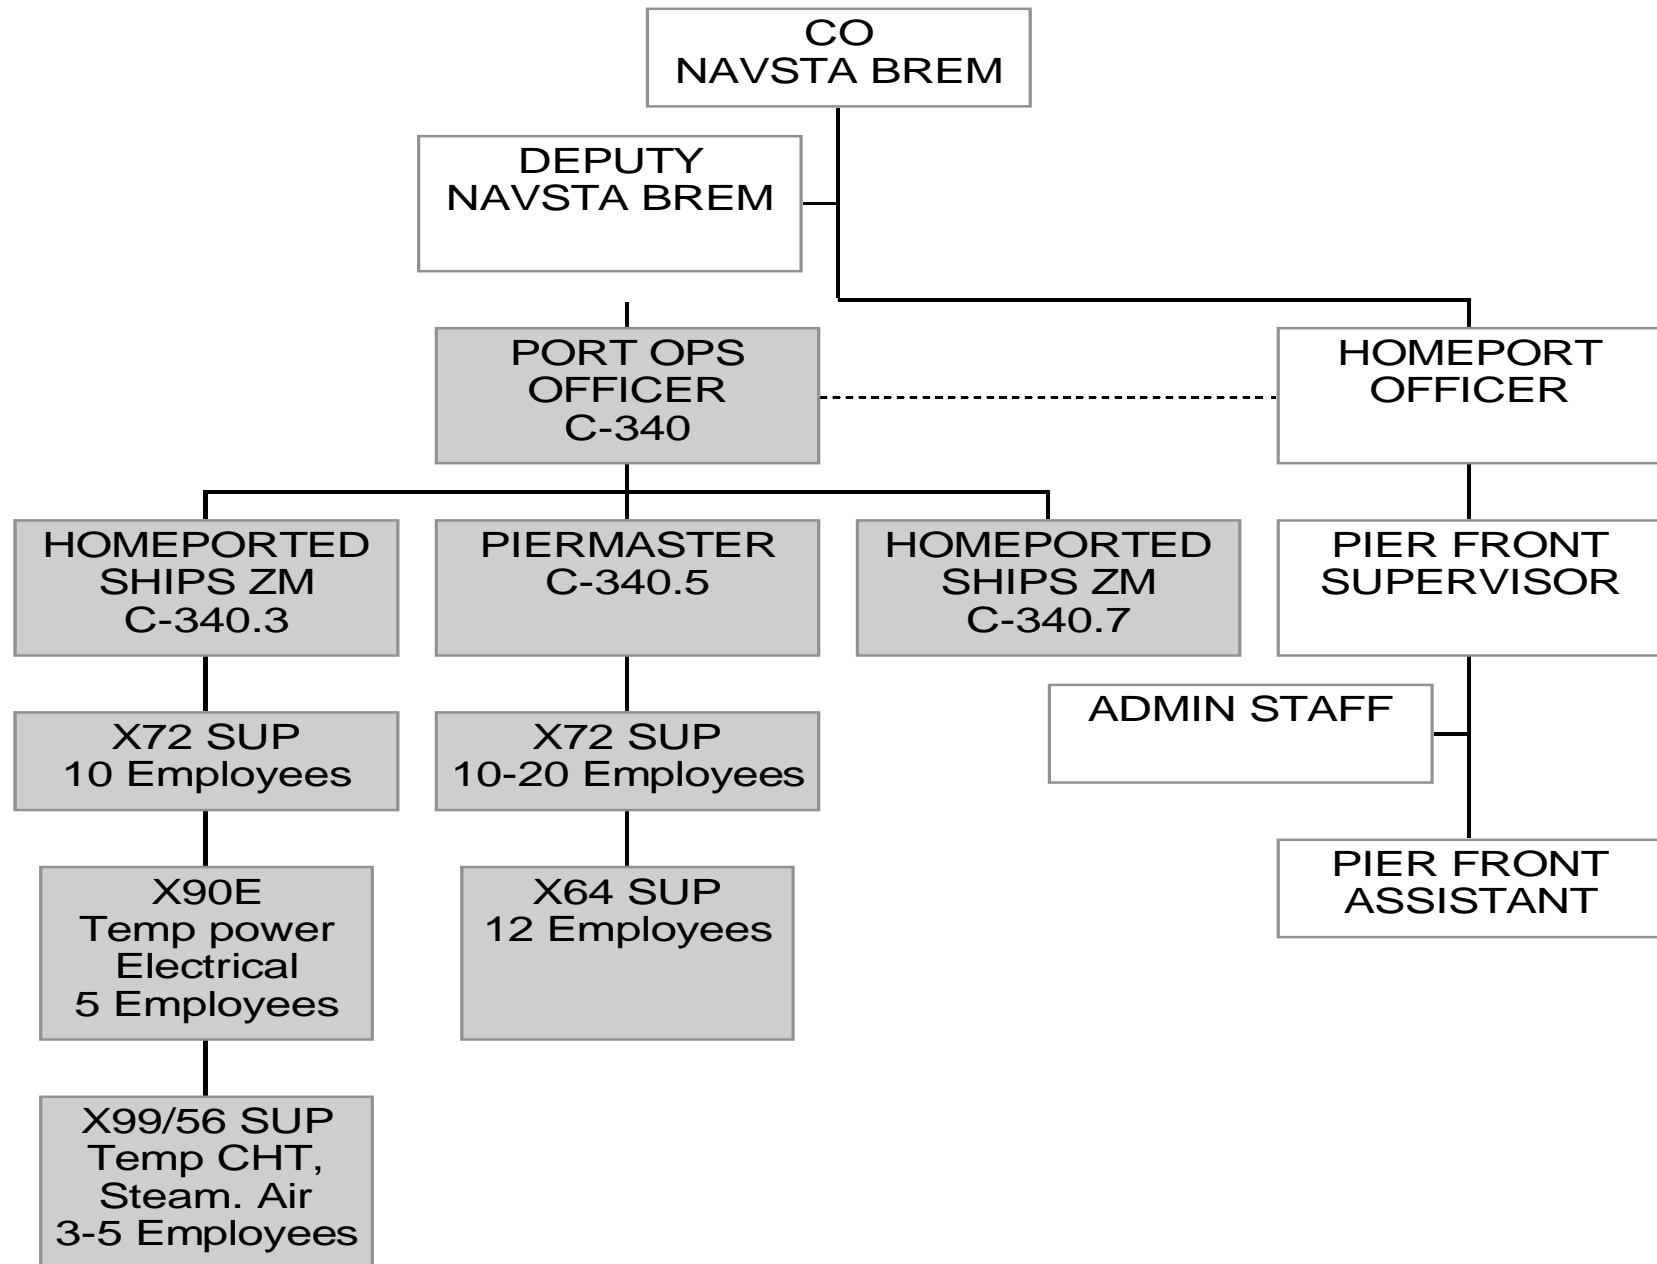 CO
NAVSTA BREM
DEPUTY
NAVSTA BREM
PORT OPS
OFFICER
C-340
HOMEPORT
OFFICER
HOMEPORTED
SHIPS ZM
C-340.3
PIERMASTER
C-340.5
HOMEPORTED
SHIPS ZM
C-340.7
PIER FRONT
SUPERVISOR
X72 SUP
10 Employees
X72 SUP
10-20 Employees
ADMIN STAFF
X90E
Temp power
Electrical
5 Employees
X64 SUP
12 Employees
PIER FRONT
ASSISTANT
X99/56 SUP
Temp CHT,
Steam. Air
3-5 Employees